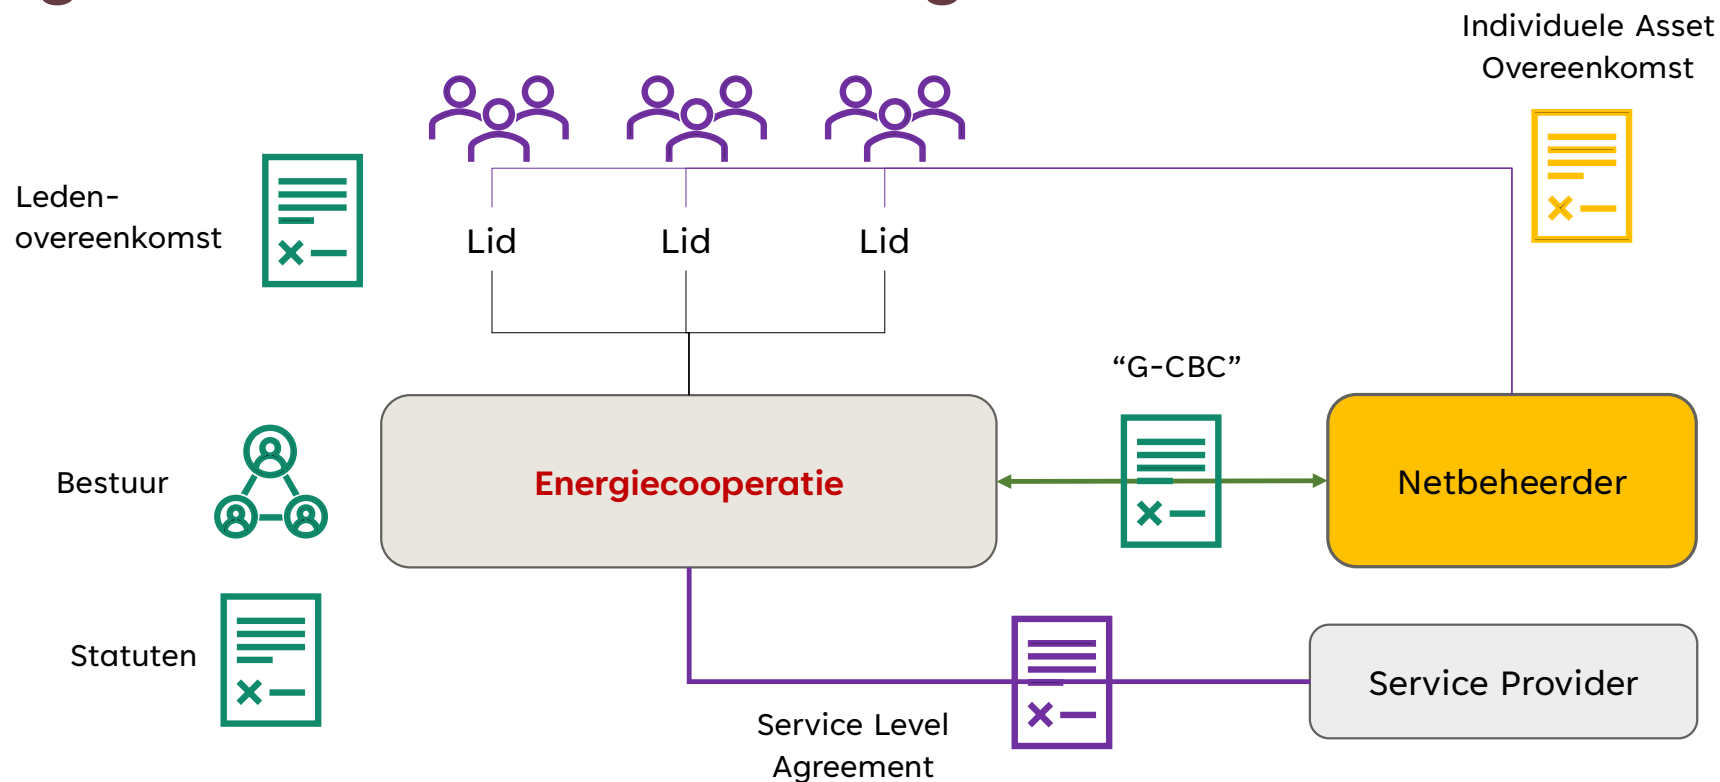 Individuele Asset
Overeenkomst
Leden-
overeenkomst
Lid
Lid
Lid
“G-CBC”
Bestuur
Energiecooperatie
Netbeheerder
Statuten
Service Provider
Service Level
Agreement